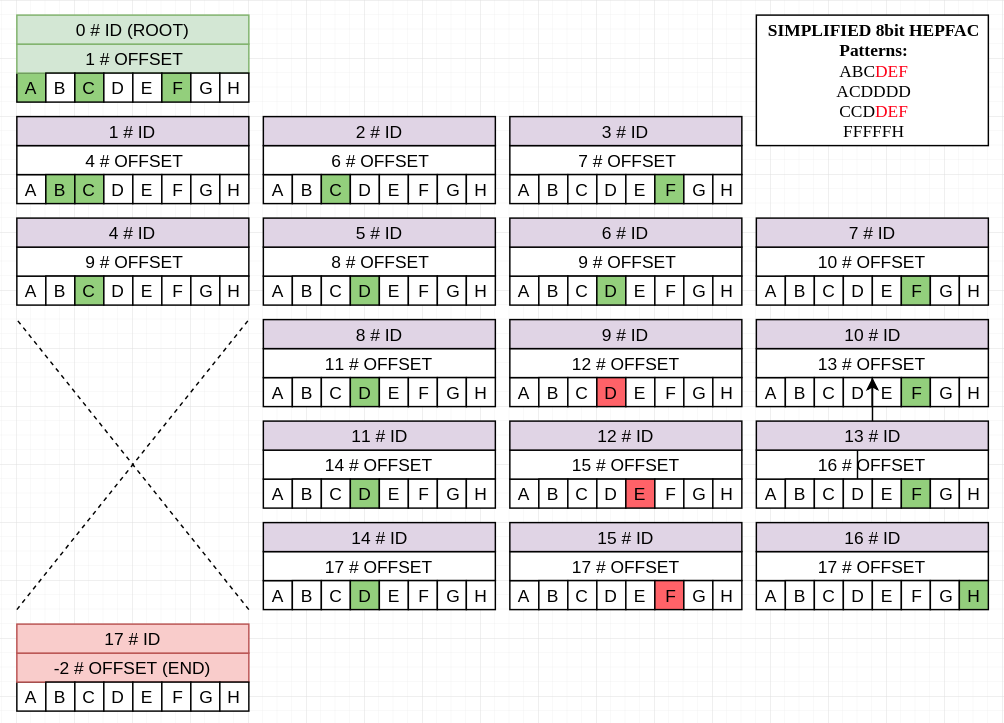 0 # ID (ROOT)
1 # OFFSET
A B C D E F G H
SIMPLIFIED 8bit HEPFAC
Patterns:
ABCDEF
ACDDDD
CCDDEF
FFFFFH
1 # ID
4 # OFFSET
A B C D E F G H
2 # ID
6 # OFFSET
A B C D E F G H
3 # ID
7 # OFFSET
A B C D E F G H
4 # ID
9 # OFFSET
A B C D E F G H
5 # ID
8 # OFFSET
A B C D E F G H
6 # ID
9 # OFFSET
A B C D E F G H
7 # ID
10 # OFFSET
A B C D E F G H
8 # ID
11 # OFFSET
A B C D E F G H
9 # ID
12 # OFFSET
A B C D E F G H
10 # ID
13 # OFFSET
A B C D E F G H
11 # ID
14 # OFFSET
A B C D E F G H
12 # ID
15 # OFFSET
A B C D E F G H
13 # ID
16 # OFFSET
A B C D E F G H
14 # ID
17 # OFFSET
A B C D E F G H
15 # ID
17 # OFFSET
A B C D E F G H
16 # ID
17 # OFFSET
A B C D E F G H
17 # ID
-2 # OFFSET (END)
A B C D E F G H